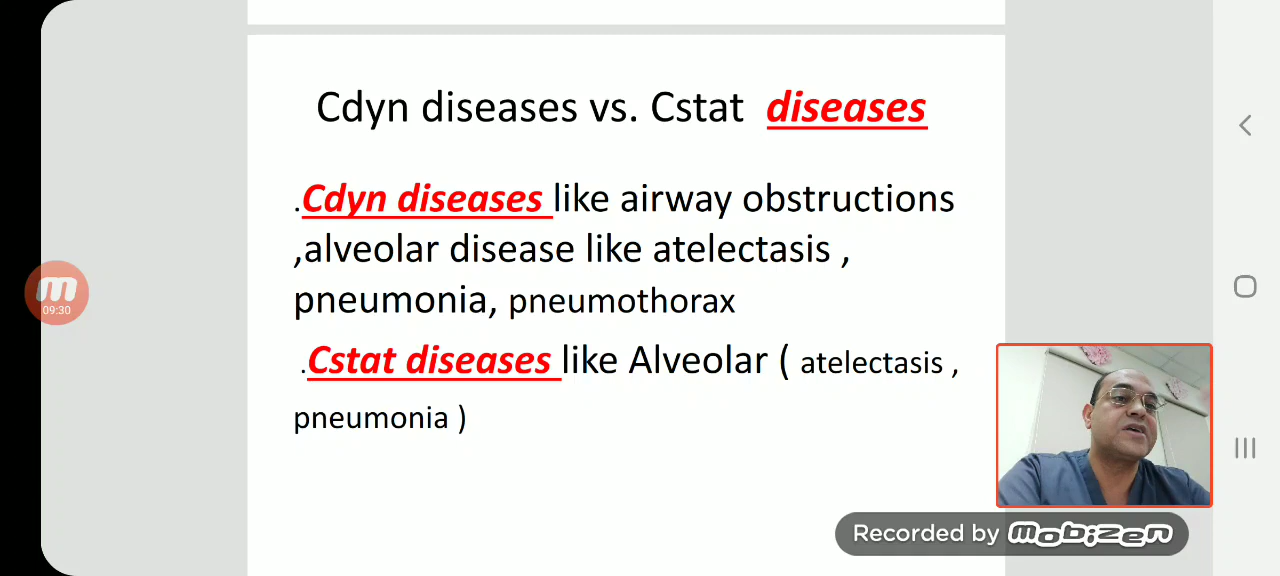 Cdyn diseases vs. Cstat diseases
.Cdyn diseases like airway obstructions
,alveolar disease like atelectasis ,
pneumonia, pneumothorax
.Cstat diseases like Alveolar ( atelectasis ,
pneumonia )
09:30
Recorded by mobizen